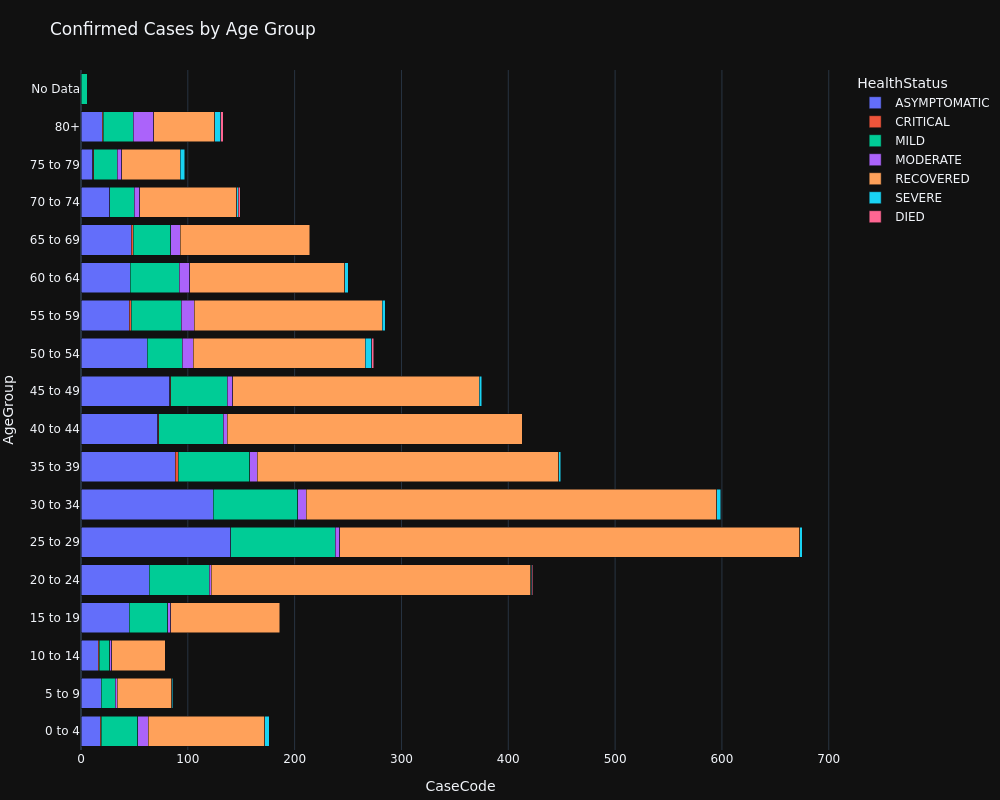 Confirmed Cases by Age Group
HealthStatus
ASYMPTOMATIC
CRITICAL
MILD
MODERATE
RECOVERED
SEVERE
DIED
AgeGroup
No Data
80+
75 to 79
70 to 74
65 to 69
60 to 64
55 to 59
50 to 54
45 to 49
40 to 44
35 to 39
30 to 34
25 to 29
20 to 24
15 to 19
10 to 14
5 to 9
0 to 4
0 100 200 300 400 500 600 700
CaseCode